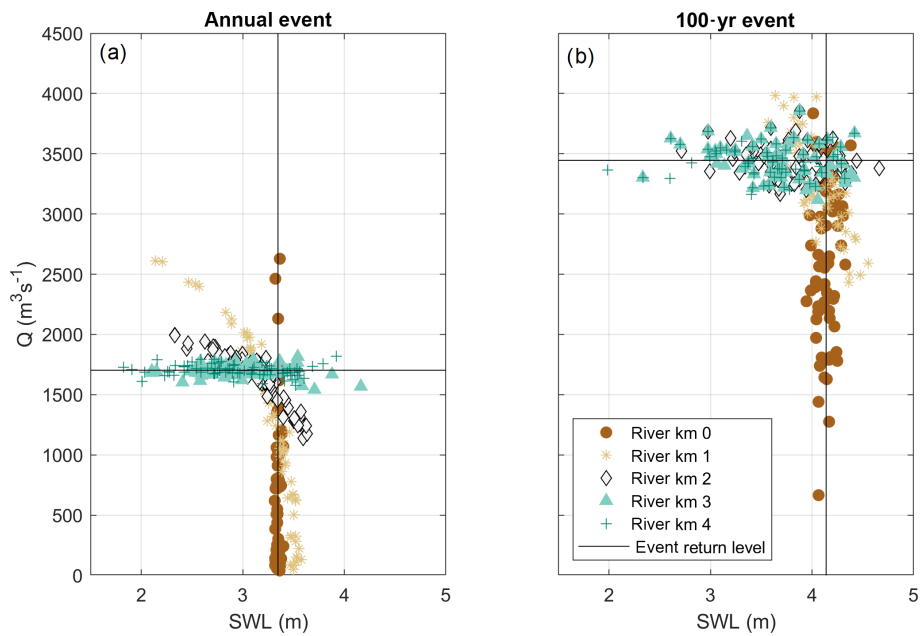 Annual event
100-yr event
(a)
(b)
4500
4000
3500
3000
2500
2000
1500
1000
500
0
Q (m³s⁻¹)
2
3
4
5
SWL (m)
2
3
4
5
SWL (m)
River km 0
River km 1
River km 2
River km 3
River km 4
Event return level